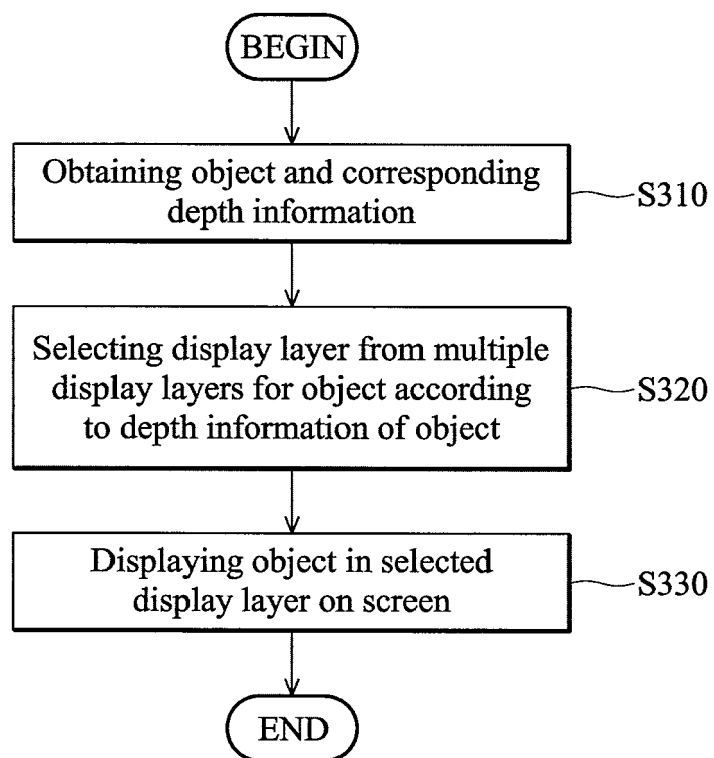 BEGIN
Obtaining object and corresponding
depth information
S310
Selecting display layer from multiple
display layers for object according
to depth information of object
S320
Displaying object in selected
display layer on screen
S330
END